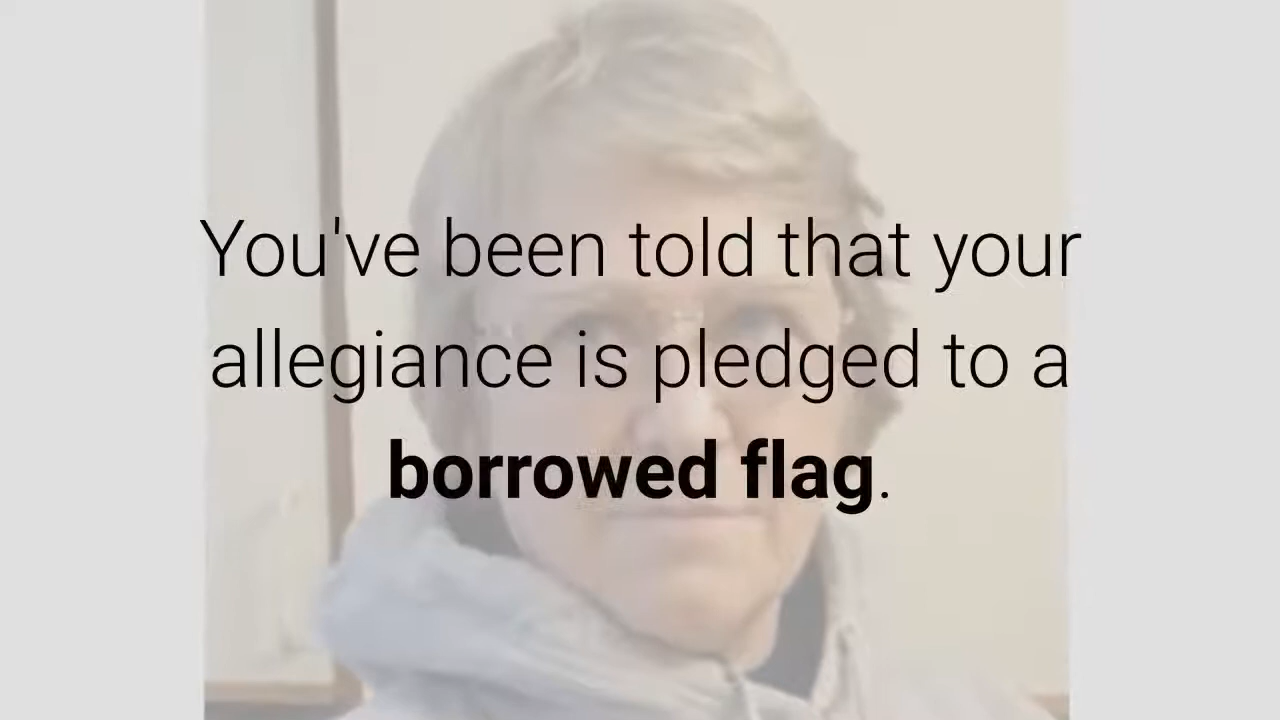 You've been told that your
allegiance is pledged to a
borrowed flag.